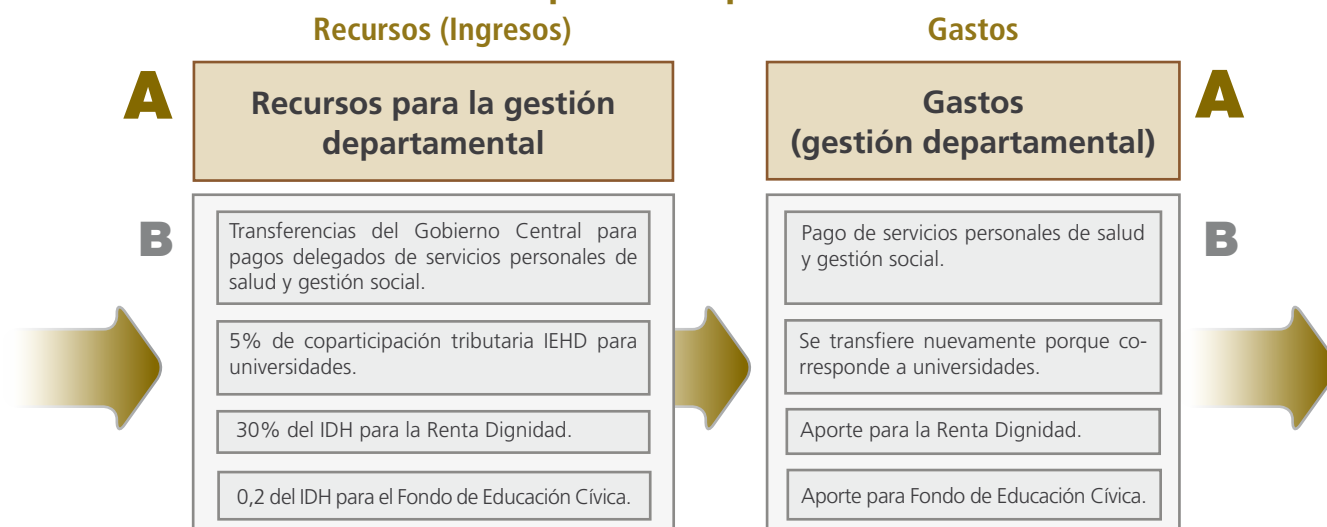 Recursos (Ingresos)
Gastos
A
Recursos para la gestión
departamental
Gastos
(gestión departamental)
A
B
Transferencias del Gobierno Central para
pagos delegados de servicios personales de
salud y gestión social.
Pago de servicios personales de salud
y gestión social.
B
5% de coparticipación tributaria IEHD para
universidades.
Se transfiere nuevamente porque co-
rresponde a universidades.
30% del IDH para la Renta Dignidad.
Aporte para la Renta Dignidad.
0,2 del IDH para el Fondo de Educación Cívica.
Aporte para Fondo de Educación Cívica.